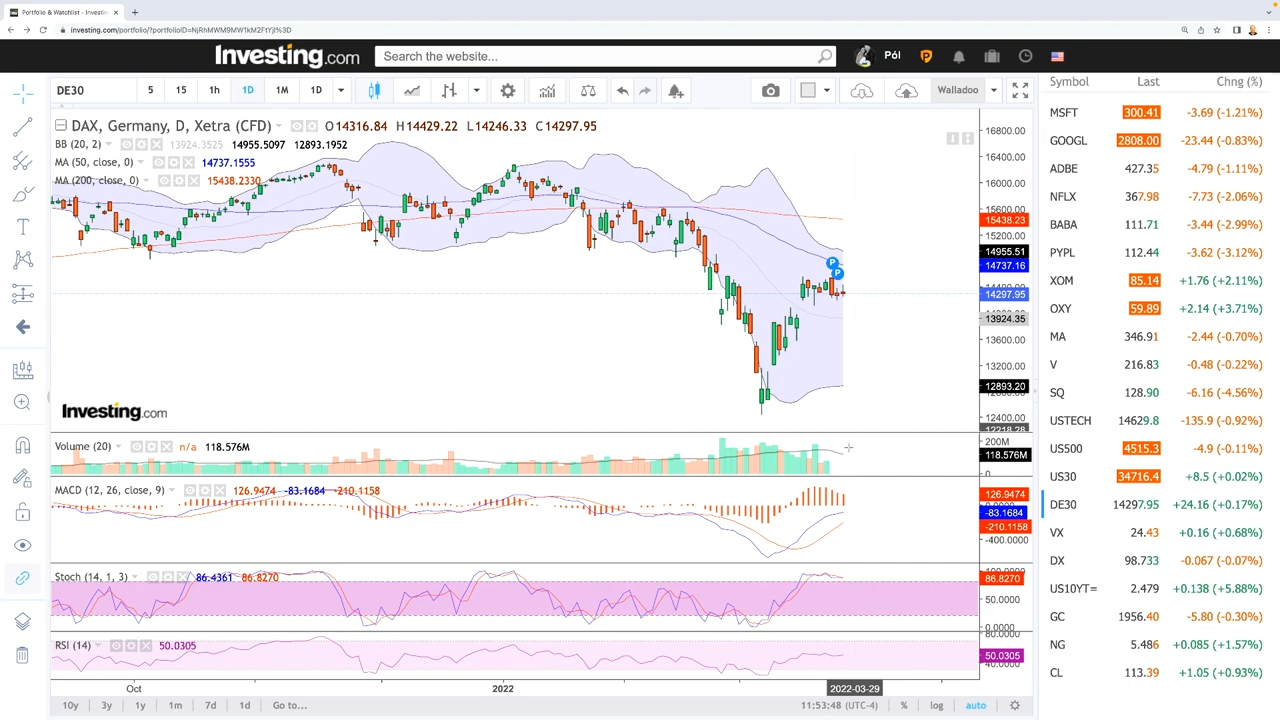 Portfolio & Watchlist - Investin
investing.com/portfolio/?portfolioID=NjRhMWM9MW1kM2FtYjI%3D
Investing.com Search the website... Pól
DE30 5 15 1h 1D 1M 1D Walladoo
DAX, Germany, D, Xetra (CFD) O14316.84 H14429.22 L14246.33 C14297.95
BB (20, 2) 13924.3525 14955.5097 12893.1952
MA (50, close, 0) 14737.1555
MA (200, close, 0) 15438.2330
16800.00
16400.00
16000.00
15600.00
15438.23
15200.00
14955.51
14737.16
14297.95
13924.35
13600.00
13200.00
12893.20
12400.00
12218.28
P
P
Investing.com
Volume (20) n/a 118.576M
200M
118.576M
0
MACD (12, 26, close, 9) 126.9474 -83.1684 -210.1158
126.9474
-83.1684
-210.1158
-400.0000
Stoch (14, 1, 3) 86.4361 86.8270
100.0000
86.8270
50.0000
0.0000
RSI (14) 50.0305
80.0000
50.0305
40.0000
Oct 2022 2022-03-29
10y 3y 1y 1m 7d 1d Go to... 11:53:48 (UTC-4) % log auto
Symbol Last Chng (%)
MSFT 300.41 -3.69 (-1.21%)
GOOGL 2808.00 -23.44 (-0.83%)
ADBE 427.35 -4.79 (-1.11%)
NFLX 367.98 -7.73 (-2.06%)
BABA 111.71 -3.44 (-2.99%)
PYPL 112.44 -3.62 (-3.12%)
XOM 85.14 +1.76 (+2.11%)
OXY 59.89 +2.14 (+3.71%)
MA 346.91 -2.44 (-0.70%)
V 216.83 -0.48 (-0.22%)
SQ 128.90 -6.16 (-4.56%)
USTECH 14629.8 -135.9 (-0.92%)
US500 4515.3 -4.9 (-0.11%)
US30 34716.4 +8.5 (+0.02%)
DE30 14297.95 +24.16 (+0.17%)
VX 24.43 +0.16 (+0.68%)
DX 98.733 -0.067 (-0.07%)
US10YT= 2.479 +0.138 (+5.88%)
GC 1956.40 -5.80 (-0.30%)
NG 5.486 +0.085 (+1.57%)
CL 113.39 +1.05 (+0.93%)